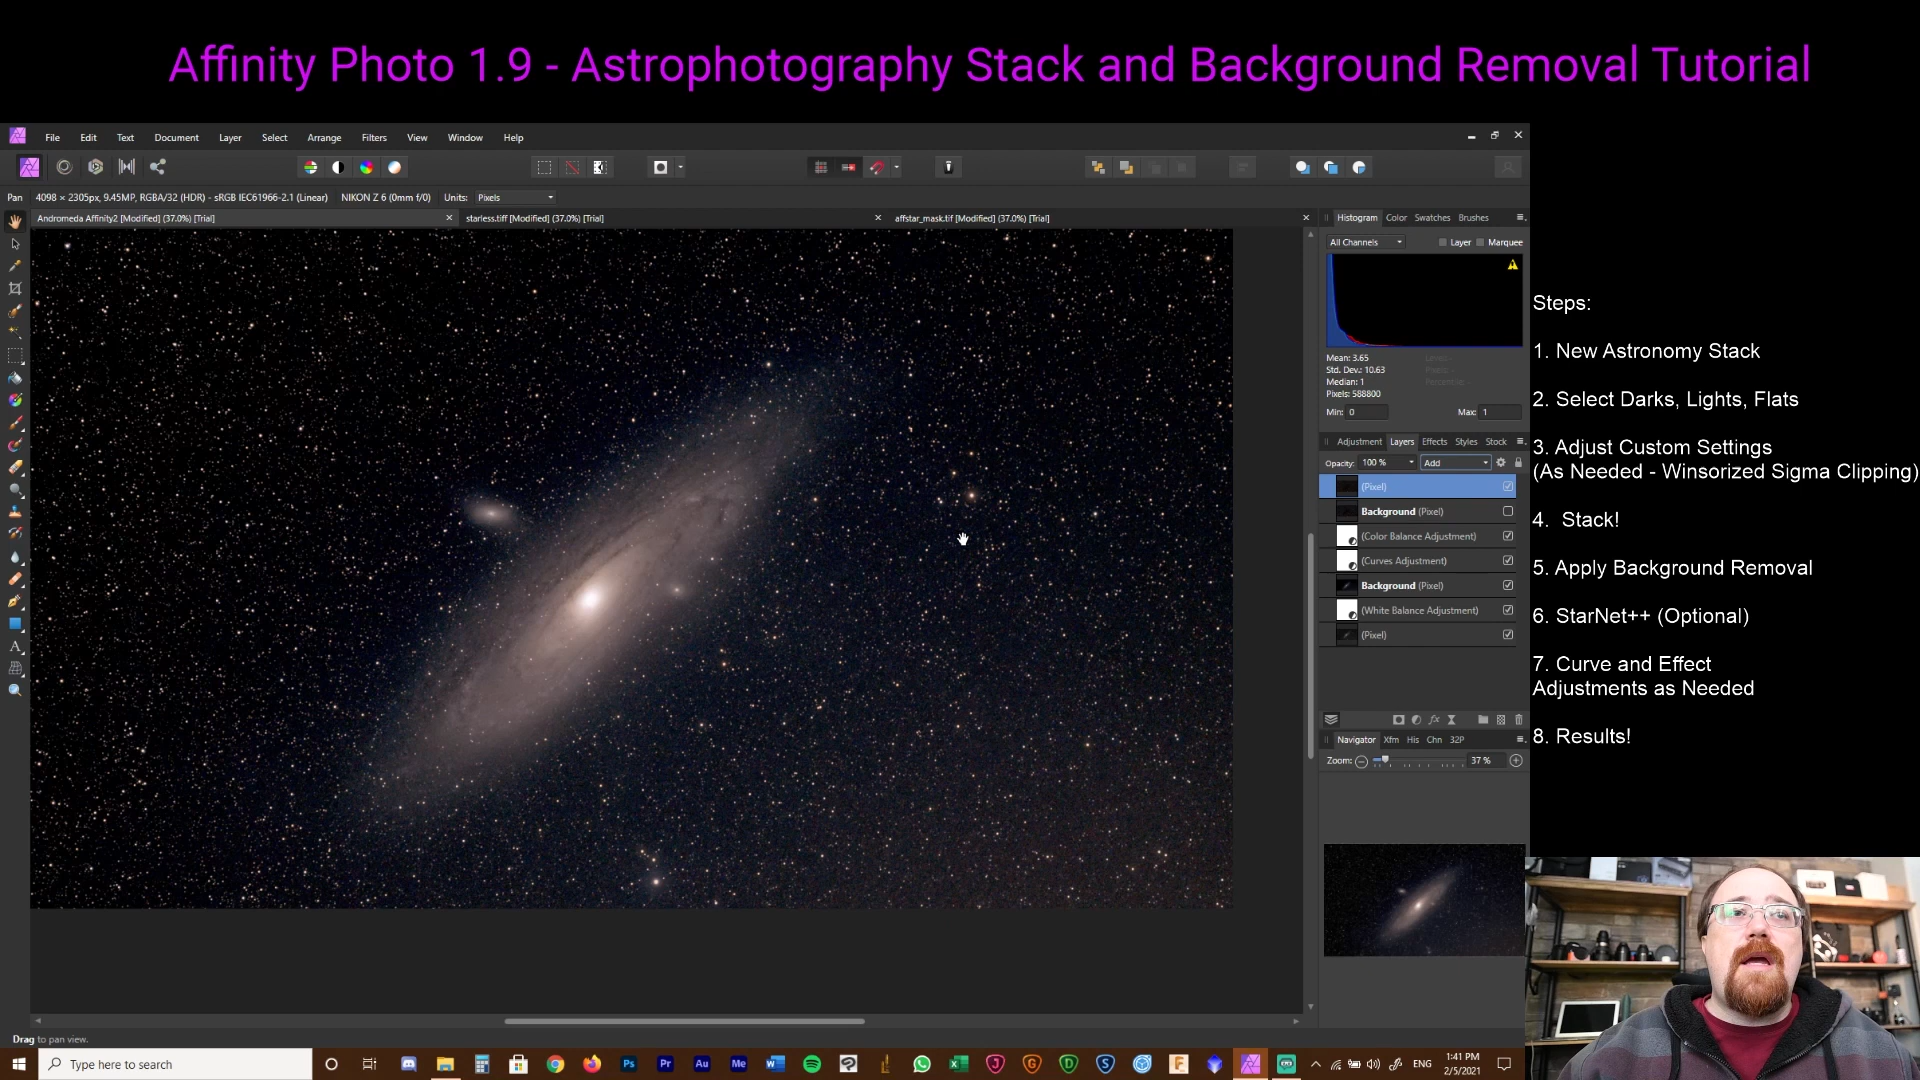 Affinity Photo 1.9 - Astrophotography Stack and Background Removal Tutorial
File Edit Text Document Layer Select Arrange Filters View Window Help
Pan 4098 × 2305px, 9.45MP, RGBA/32 (HDR) - sRGB IEC61966-2.1 (Linear) NIKON Z 6 (0mm f/0) Units: Pixels
Andromeda Affinity2 [Modified] (37.0%) [Trial] starless.tiff [Modified] (37.0%) [Trial] affstar_mask.tif [Modified] (37.0%) [Trial]
Histogram Color Swatches Brushes
All Channels Layer Marquee
Mean: 3.65
Std. Dev.: 10.63
Median: 1
Pixels: 588800
Min: 0 Max: 1
Adjustment Layers Effects Styles Stock
Opacity: 100 % Add
(Pixel)
Background (Pixel)
(Color Balance Adjustment)
(Curves Adjustment)
Background (Pixel)
(White Balance Adjustment)
(Pixel)
Navigator Xfm His Chn 32P
Zoom: 37 %
Steps:
1. New Astronomy Stack
2. Select Darks, Lights, Flats
3. Adjust Custom Settings
(As Needed - Winsorized Sigma Clipping)
4. Stack!
5. Apply Background Removal
6. StarNet++ (Optional)
7. Curve and Effect
Adjustments as Needed
8. Results!
Drag to pan view.
Type here to search
Ps Pr Au Me
ENG
1:41 PM
2/5/2021